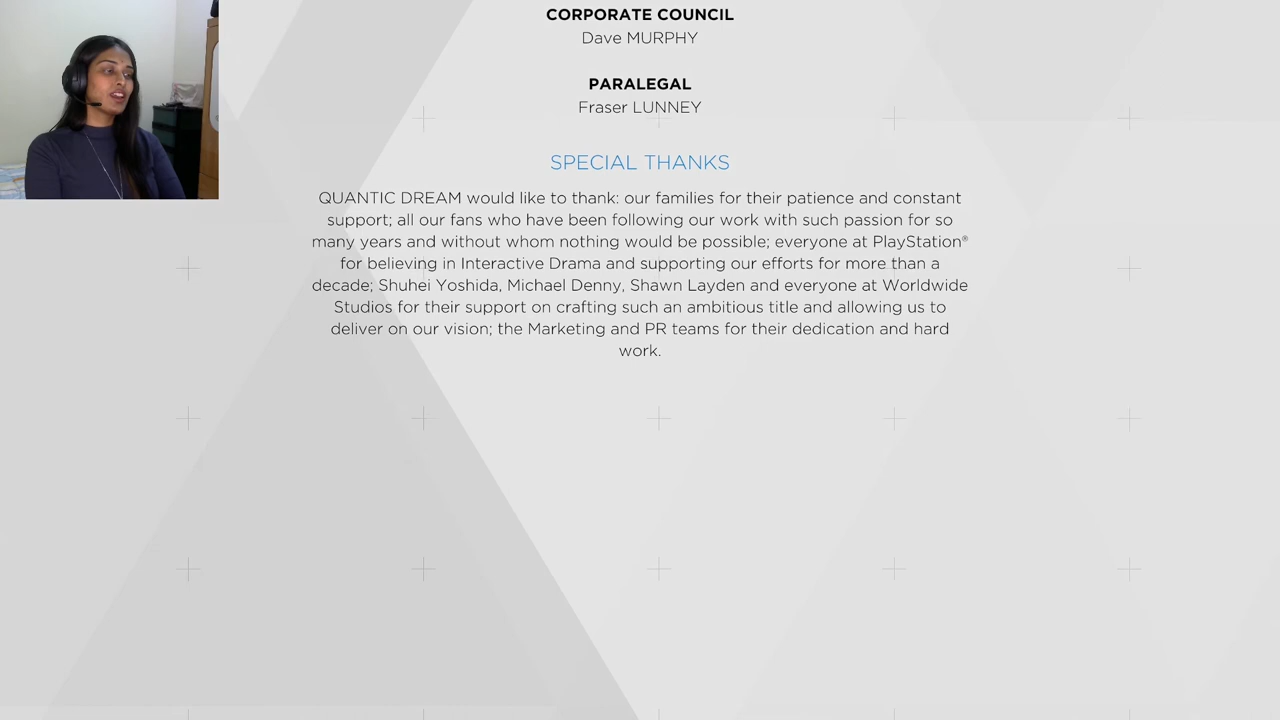 CORPORATE COUNCIL
Dave MURPHY
PARALEGAL
Fraser LUNNEY
SPECIAL THANKS
QUANTIC DREAM would like to thank: our families for their patience and constant
support; all our fans who have been following our work with such passion for so
many years and without whom nothing would be possible; everyone at PlayStation®
for believing in Interactive Drama and supporting our efforts for more than a
decade; Shuhei Yoshida, Michael Denny, Shawn Layden and everyone at Worldwide
Studios for their support on crafting such an ambitious title and allowing us to
deliver on our vision; the Marketing and PR teams for their dedication and hard
work.